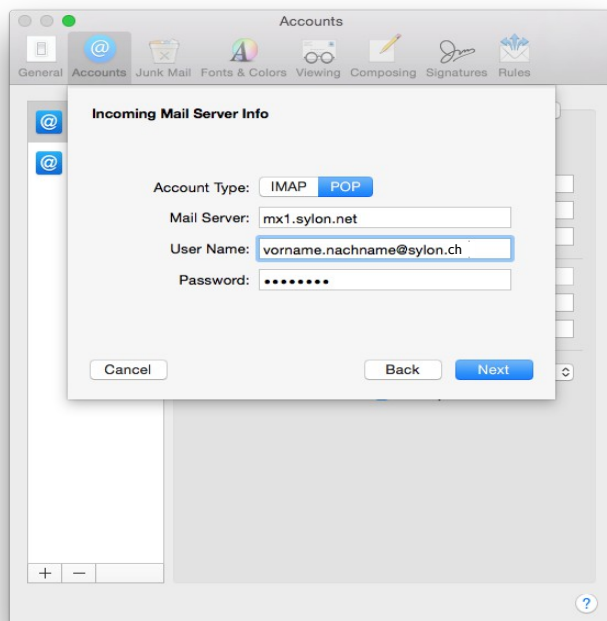 Accounts
General Accounts Junk Mail Fonts & Colors Viewing Composing Signatures Rules
Incoming Mail Server Info
Account Type: IMAP POP
Mail Server: mx1.sylon.net
User Name: vorname.nachname@sylon.ch
Password: ••••••••
Cancel Back Next